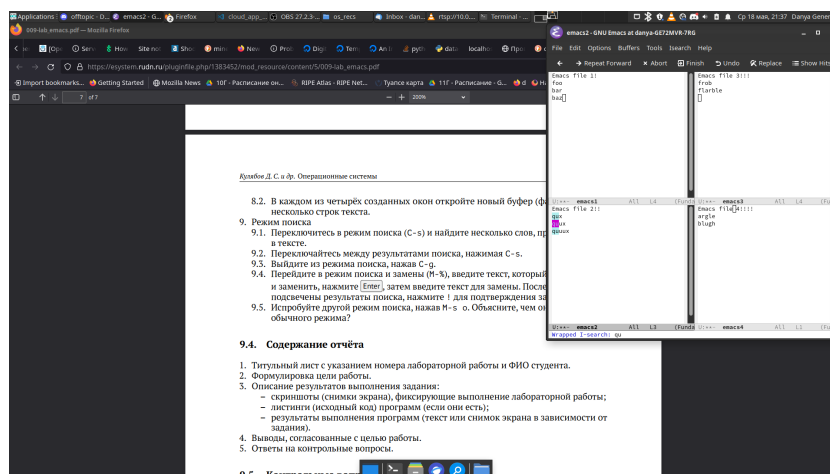 Applications
offtopic - D...
emacs2 - G...
Firefox
cloud_app_...
OBS 27.2.3-...
os_recs
Inbox - dan...
rtsp://10.0...
Terminal - ...
Ср 18 мая, 21:37 Danya Gener
009-lab_emacs.pdf — Mozilla Firefox
https://esystem.rudn.ru/pluginfile.php/1383452/mod_resource/content/5/009-lab_emacs.pdf
Import bookmarks...
Getting Started
Mozilla News
10Г - Расписание он...
RIPE Atlas - RIPE Net...
Туапсе карта
11Г - Расписание - G...
7 of 7
200%
Кулябов Д. С. и др. Операционные системы
8.2. В каждом из четырёх созданных окон откройте новый буфер (фа
несколько строк текста.
9. Режим поиска
9.1. Переключитесь в режим поиска (C-s) и найдите несколько слов, пр
в тексте.
9.2. Переключайтесь между результатами поиска, нажимая C-s.
9.3. Выйдите из режима поиска, нажав C-g.
9.4. Перейдите в режим поиска и замены (M-%), введите текст, который
и заменить, нажмите Enter , затем введите текст для замены. После
подсвечены результаты поиска, нажмите ! для подтверждения за
9.5. Испробуйте другой режим поиска, нажав M-s o. Объясните, чем он
обычного режима?
9.4. Содержание отчёта
1. Титульный лист с указанием номера лабораторной работы и ФИО студента.
2. Формулировка цели работы.
3. Описание результатов выполнения задания:
– скриншоты (снимки экрана), фиксирующие выполнение лабораторной работы;
– листинги (исходный код) программ (если они есть);
– результаты выполнения программ (текст или снимок экрана в зависимости от
задания).
4. Выводы, согласованные с целью работы.
5. Ответы на контрольные вопросы.
emacs2 - GNU Emacs at danya-GE72MVR-7RG
File Edit Options Buffers Tools Isearch Help
Repeat Forward
Abort
Finish
Undo
Replace
Show Hits
Emacs file 1!
foo
bar
baz
U:**- emacs1 All L4 (Funda
Emacs file 3!!!
frob
flarble
U:**- emacs3 All L4 (Fu
Emacs file 2!!
qux
quux
quuux
U:**- emacs2 All L3 (Funda
Emacs file 4!!!!
argle
blugh
U:**- emacs4 All L1 (Fu
Wrapped I-search: qu